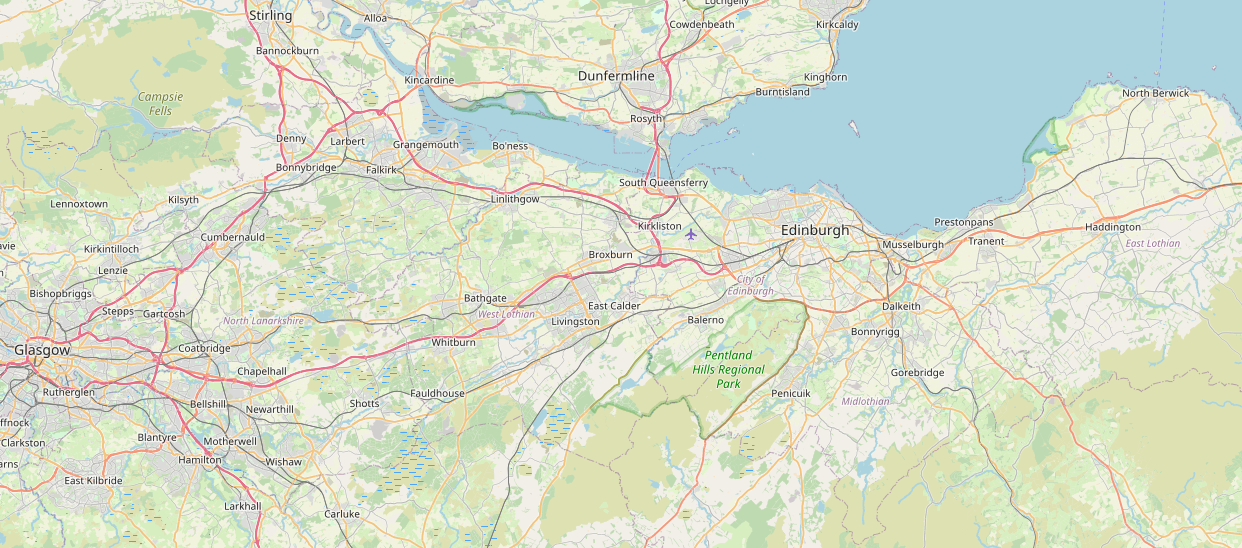 Lochgelly
Stirling
Alloa
Cowdenbeath
Kirkcaldy
Bannockburn
Kincardine
Dunfermline
Kinghorn
Burntisland
North Berwick
Campsie
Fells
Rosyth
Denny
Larbert
Grangemouth
Bo'ness
Bonnybridge
Falkirk
South Queensferry
Lennoxtown
Kilsyth
Linlithgow
Kirkliston
Edinburgh
Prestonpans
Haddington
Cumbernauld
Kirkintilloch
Musselburgh
Tranent
East Lothian
Broxburn
Lenzie
City of
Edinburgh
Bishopbriggs
Bathgate
East Calder
Dalkeith
Stepps
Gartcosh
North Lanarkshire
West Lothian
Livingston
Balerno
Bonnyrigg
Glasgow
Coatbridge
Whitburn
Pentland
Hills Regional
Park
Chapelhall
Gorebridge
Rutherglen
Fauldhouse
Penicuik
Bellshill
Newarthill
Shotts
Midlothian
ffnock
Clarkston
Blantyre
Motherwell
arns
Hamilton
Wishaw
East Kilbride
Larkhall
Carluke